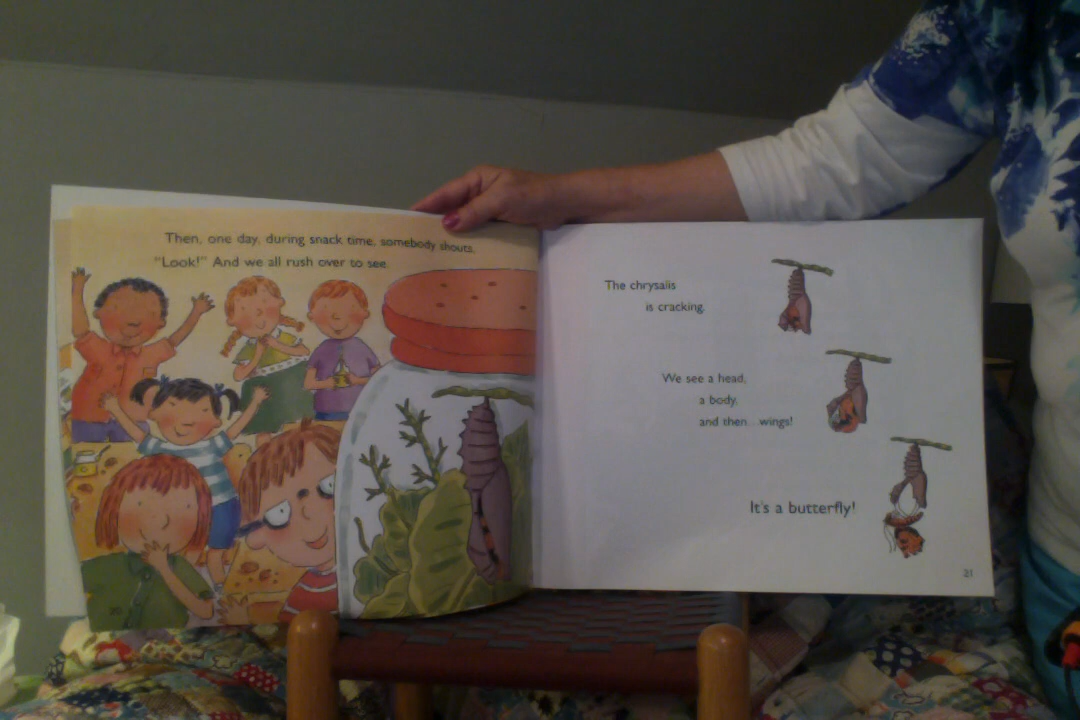 Then, one day, during snack time, somebody shouts,
"Look!" And we all rush over to see.
20
The chrysalis
is cracking.
We see a head,
a body,
and then...wings!
It's a butterfly!
21